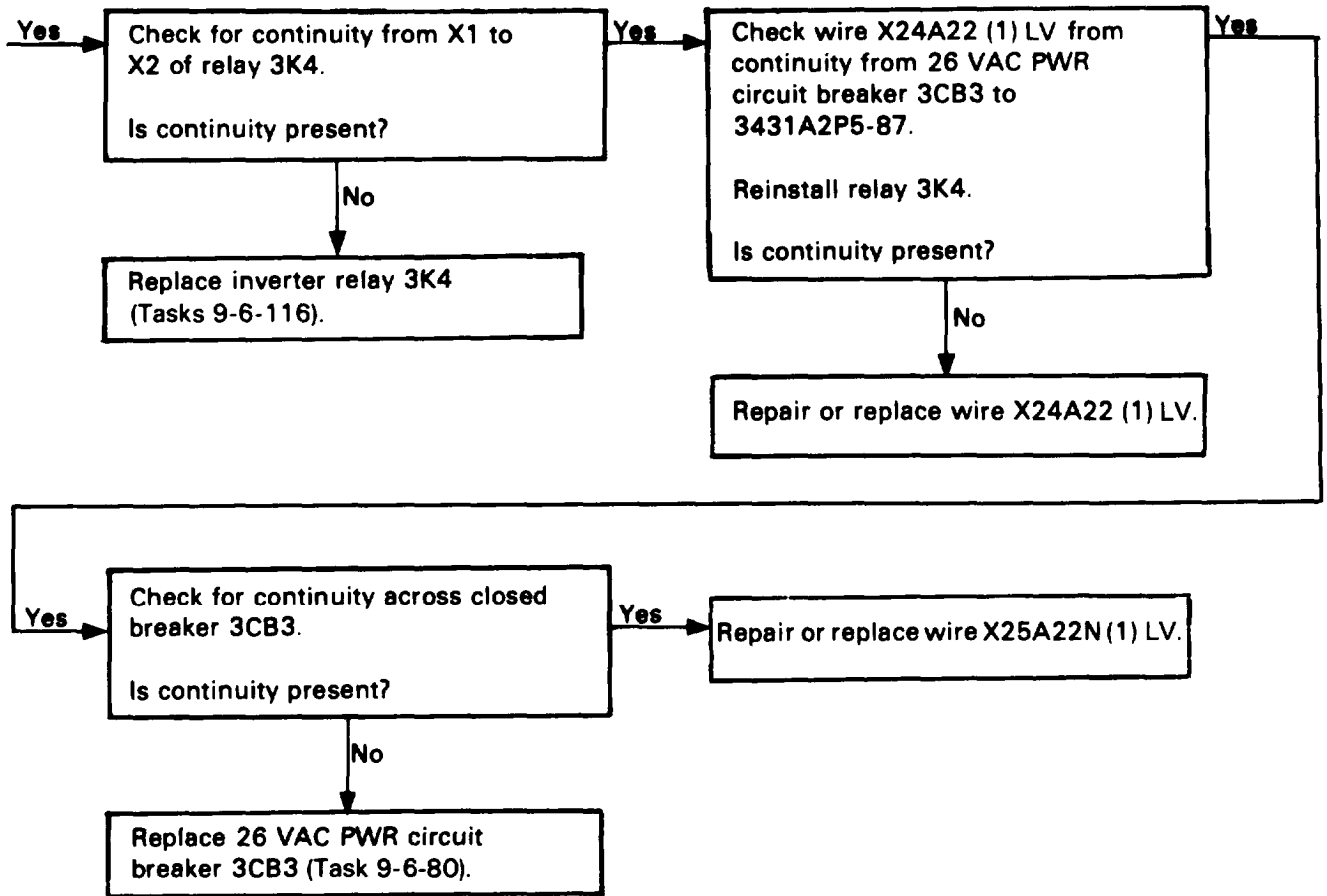 Yes
Check for continuity from X1 to
X2 of relay 3K4.
Is continuity present?
Yes
Check wire X24A22 (1) LV from
continuity from 26 VAC PWR
circuit breaker 3CB3 to
3431A2P5-87.
Reinstall relay 3K4.
Is continuity present?
Yes
No
Replace inverter relay 3K4
(Tasks 9-6-116).
No
Repair or replace wire X24A22 (1) LV.
Yes
Check for continuity across closed
breaker 3CB3.
Is continuity present?
Yes
Repair or replace wire X25A22N (1) LV.
No
Replace 26 VAC PWR circuit
breaker 3CB3 (Task 9-6-80).